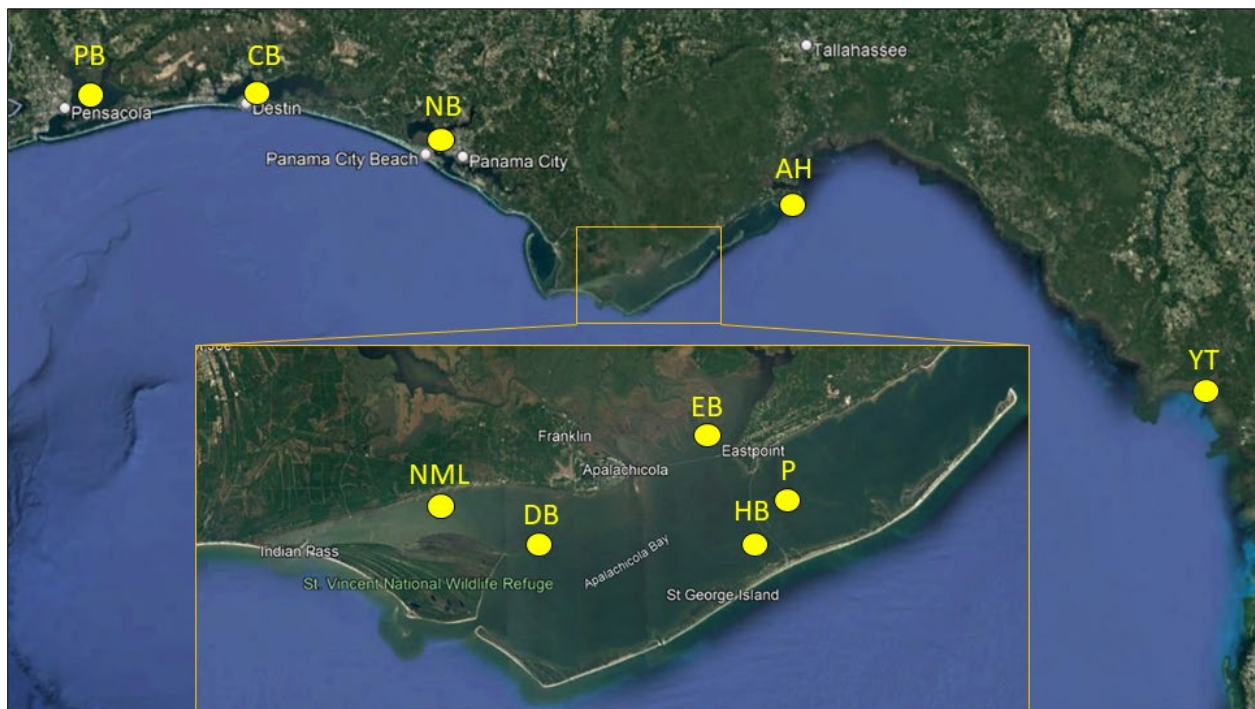 PB
CB
Tallahassee
Pensacola
Destin
NB
Panama City Beach
Panama City
AH
YT
EB
Franklin
Eastpoint
Apalachicola
NML
P
DB
HB
Indian Pass
Apalachicola Bay
St. Vincent National Wildlife Refuge
St George Island